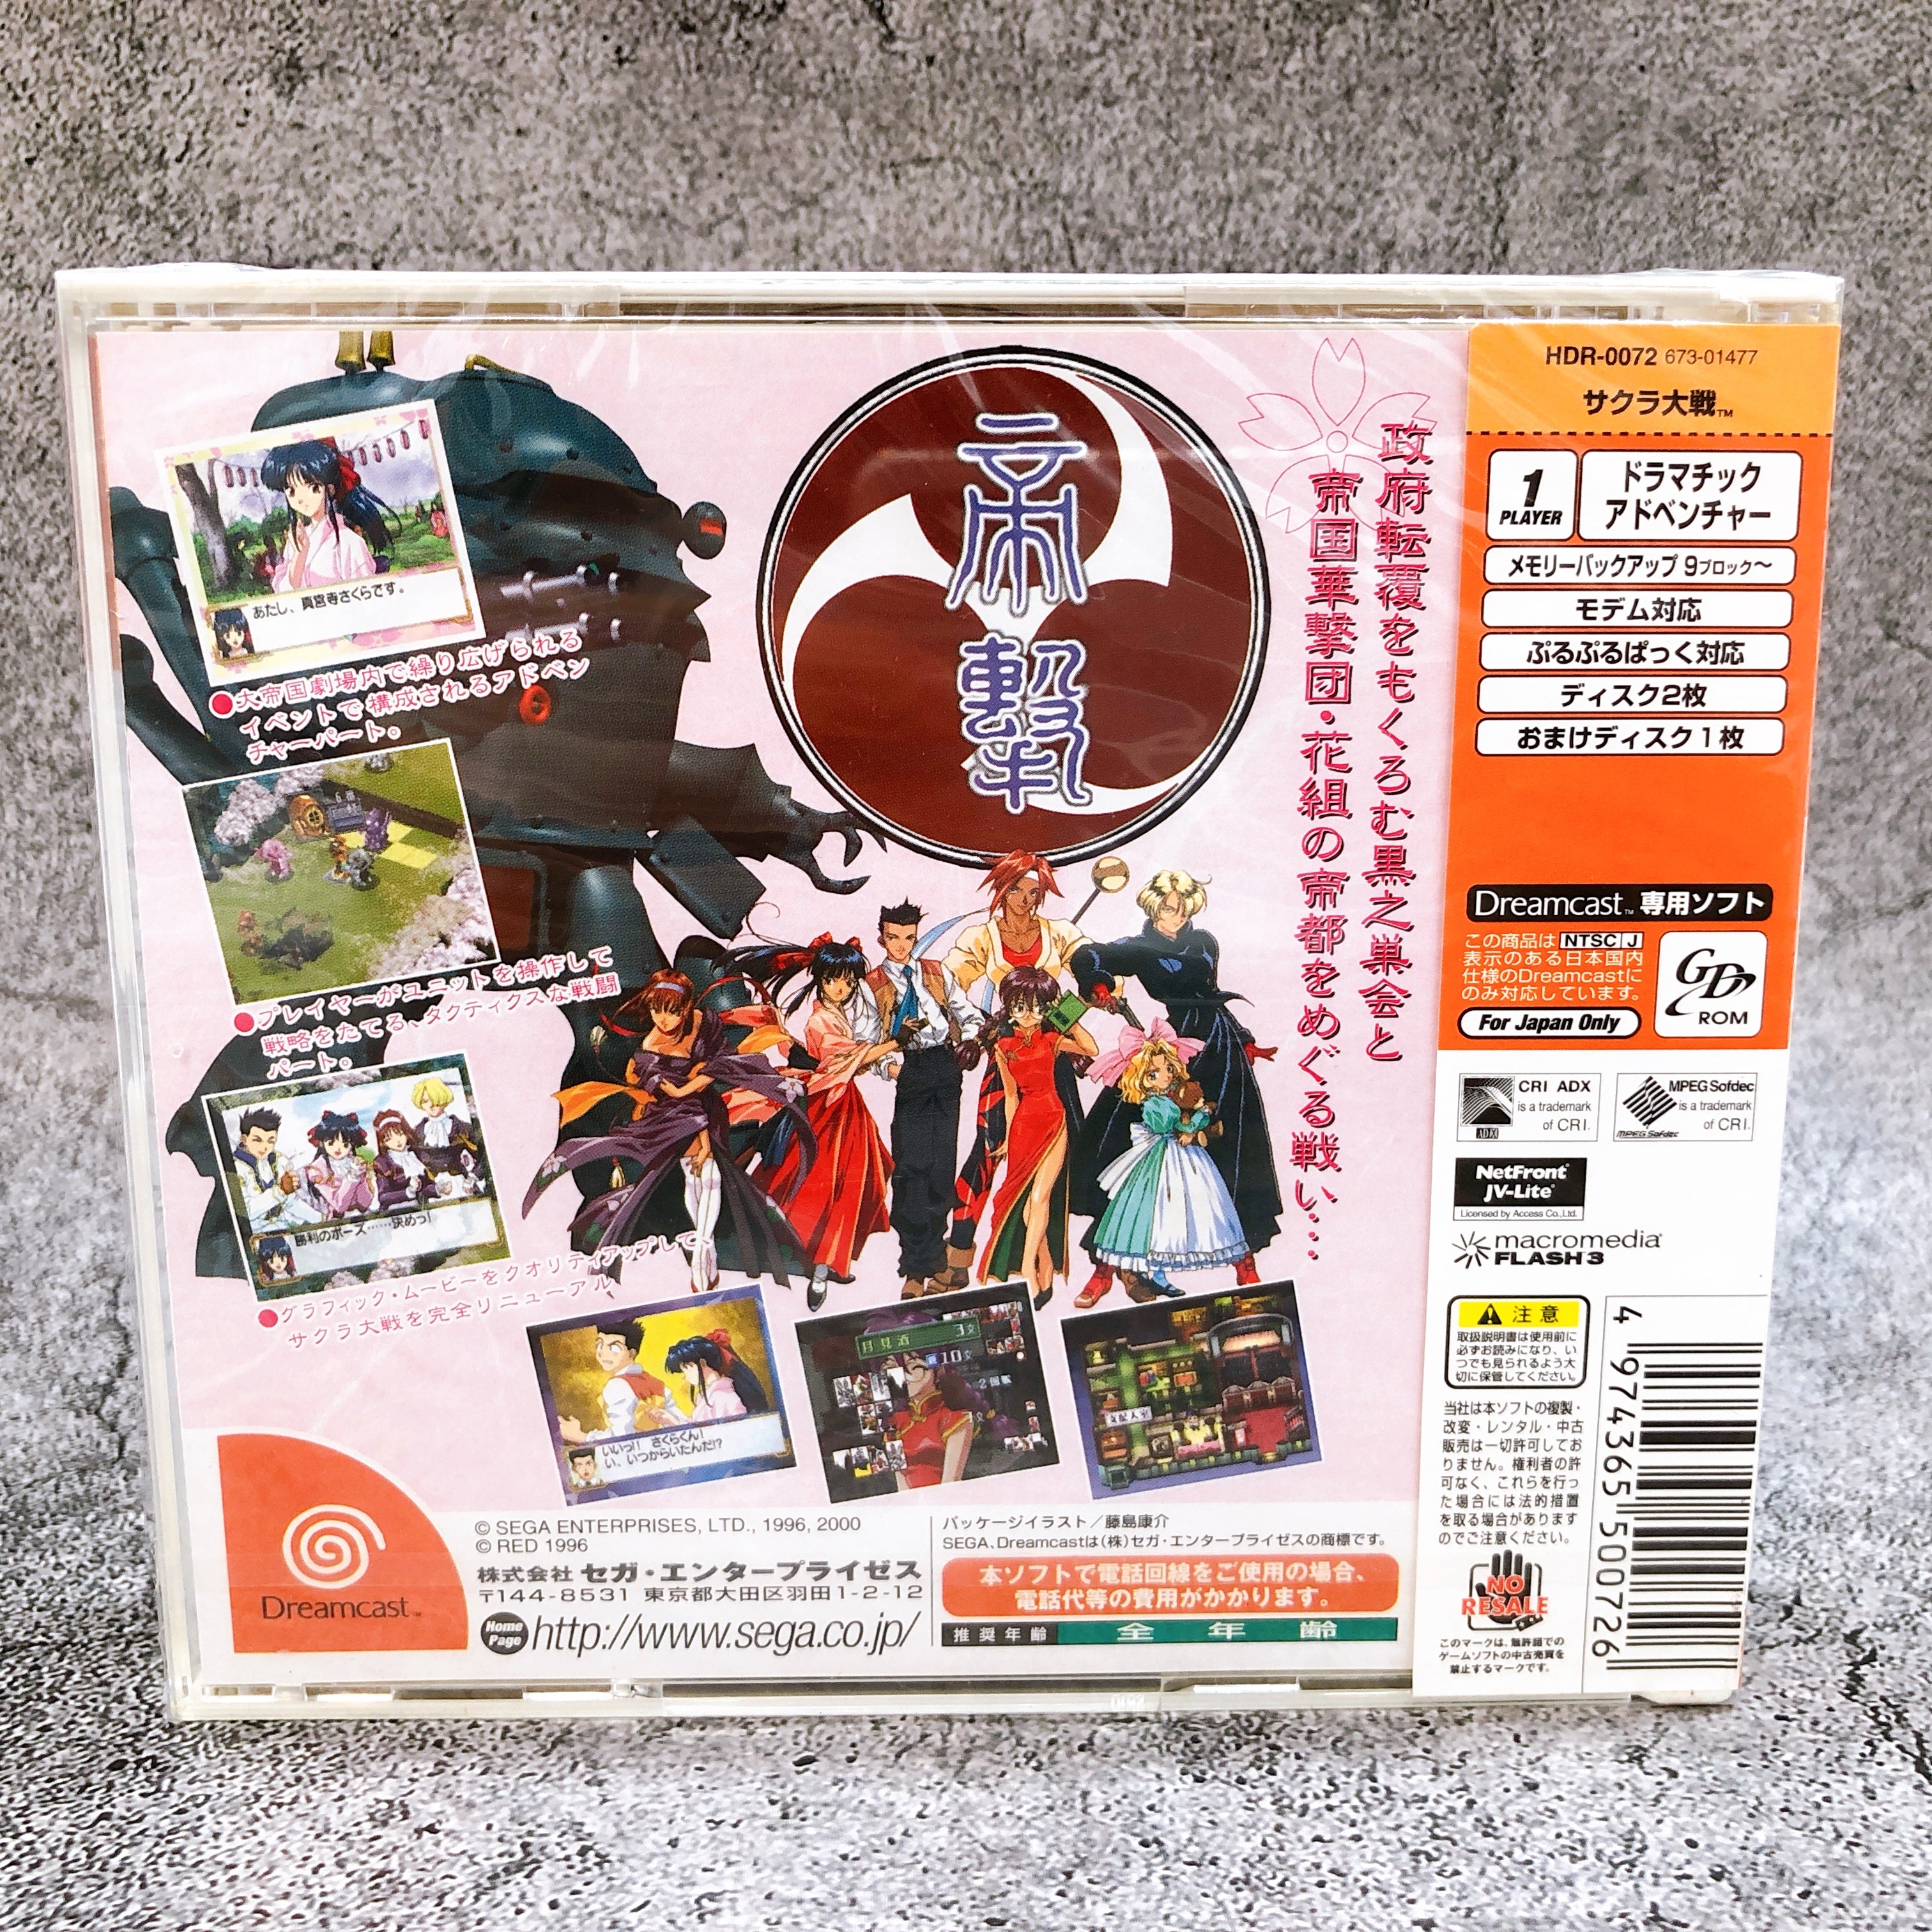 帝撃
政府転覆をもくろむ黒之巣会と
帝国華撃団・花組の帝都をめぐる戦い…
あたし、真宮寺さくらです。
●大帝国劇場内で繰り広げられる
イベントで構成されるアドベン
チャーパート。
●プレイヤーがユニットを操作して
戦略をたてる、タクティクスな戦闘
パート。
勝利のポーズ……決めっ!
●グラフィック・ムービーをクオリティアップして、
サクラ大戦を完全リニューアル
いいっ!! さくらくん!
い、いつからいたんだ!?
月見酒 3文
10文
支配人室
Dreamcast™
© SEGA ENTERPRISES, LTD., 1996, 2000
© RED 1996
株式会社 セガ・エンタープライゼス
〒144-8531 東京都大田区羽田1-2-12
Home Page http://www.sega.co.jp/
パッケージイラスト／藤島康介
SEGA、Dreamcastは(株)セガ・エンタープライゼスの商標です。
本ソフトで電話回線をご使用の場合、
電話代等の費用がかかります。
推奨年齢 全年齢
HDR-0072 673-01477
サクラ大戦™
1 PLAYER
ドラマチック
アドベンチャー
メモリーバックアップ 9ブロック〜
モデム対応
ぷるぷるぱっく対応
ディスク2枚
おまけディスク1枚
Dreamcast™ 専用ソフト
この商品は NTSC J
表示のある日本国内
仕様のDreamcastに
のみ対応しています。
For Japan Only
GD ROM
CRI ADX
is a trademark
of CRI.
ADX
MPEG Sofdec
is a trademark
of CRI.
MPEG Sofdec
NetFront®
JV-Lite®
Licensed by Access Co.,Ltd.
macromedia®
FLASH 3
注意
取扱説明書は使用前に
必ずお読みになり、い
つでも見られるよう大
切に保管してください。
当社は本ソフトの複製・
改変・レンタル・中古
販売は一切許可してお
りません。権利者の許
可なく、これらを行っ
た場合には法的措置
を取る場合があります
のでご注意ください。
NO
RESALE
このマークは、無許諾での
ゲームソフトの中古売買を
禁止するマークです。
4 974365 500726